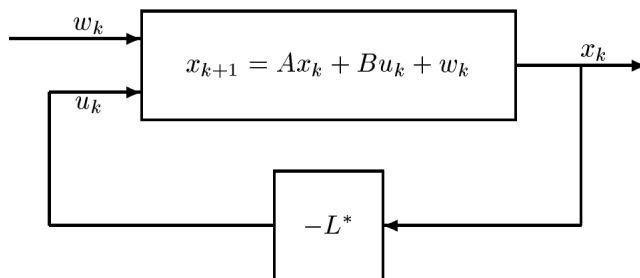 w_k
x_{k+1} = Ax_k + Bu_k + w_k
x_k
u_k
-L^*